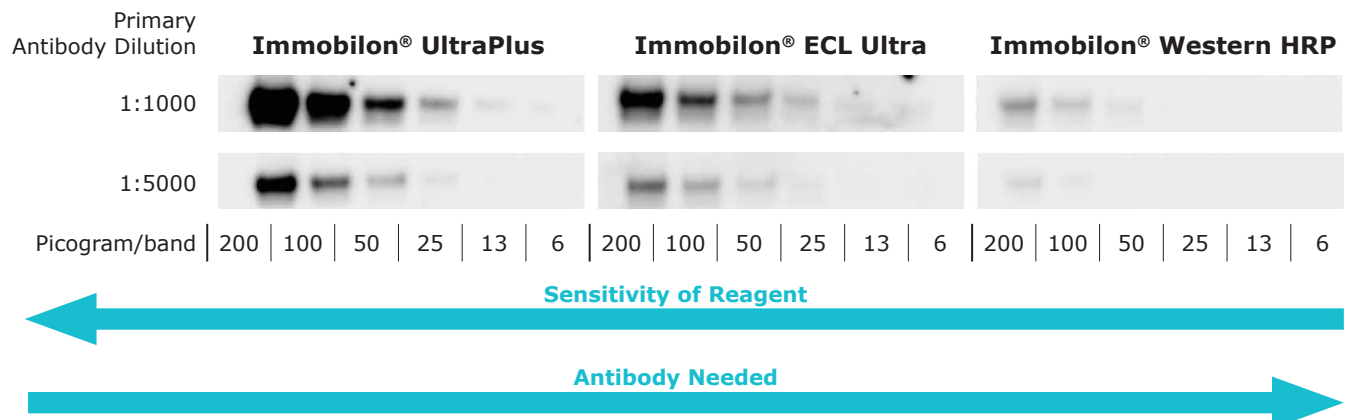 Primary
Antibody Dilution
Immobilon® UltraPlus Immobilon® ECL Ultra Immobilon® Western HRP
1:1000
1:5000
Picogram/band 200 100 50 25 13 6 200 100 50 25 13 6 200 100 50 25 13 6
Sensitivity of Reagent
Antibody Needed